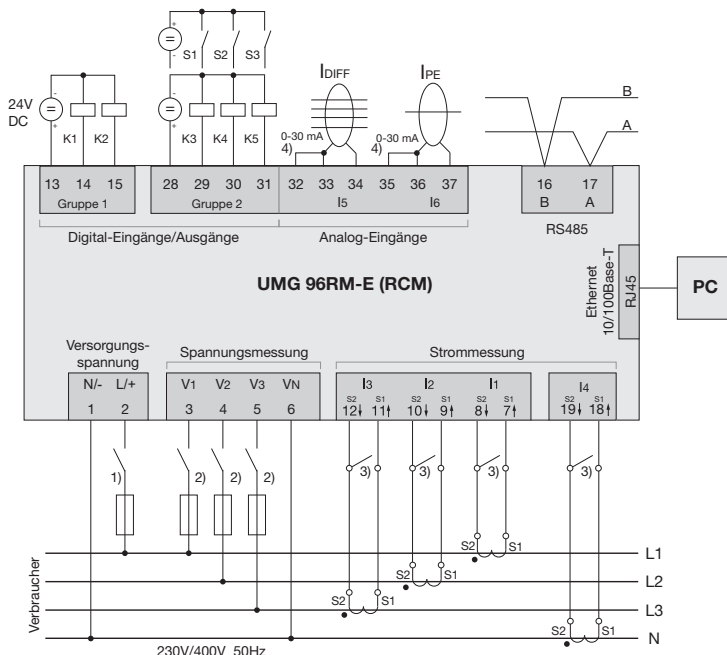 S1 S2 S3
IDIFF
IPE
24V
DC
K1 K2
K3 K4 K5
0-30 mA
4)
0-30 mA
4)
B
A
13 14 15
Gruppe 1
28 29 30 31
Gruppe 2
32 33 34 35 36 37
I5 I6
16 17
B A
RS485
Digital-Eingänge/Ausgänge
Analog-Eingänge
UMG 96RM-E (RCM)
Ethernet
10/100Base-T
RJ45
PC
Versorgungs-
spannung
Spannungsmessung
Strommessung
N/- L/+
1 2
V1 V2 V3 VN
3 4 5 6
I3 I2 I1
S2 S1 S2 S1 S2 S1
12 11 10 9 8 7
I4
S2 S1
19 18
1) 2) 2) 2)
3) 3) 3) 3)
S2 S1
L1
S2 S1
L2
S2 S1
L3
S2 S1
N
Verbraucher
230V/400V 50Hz